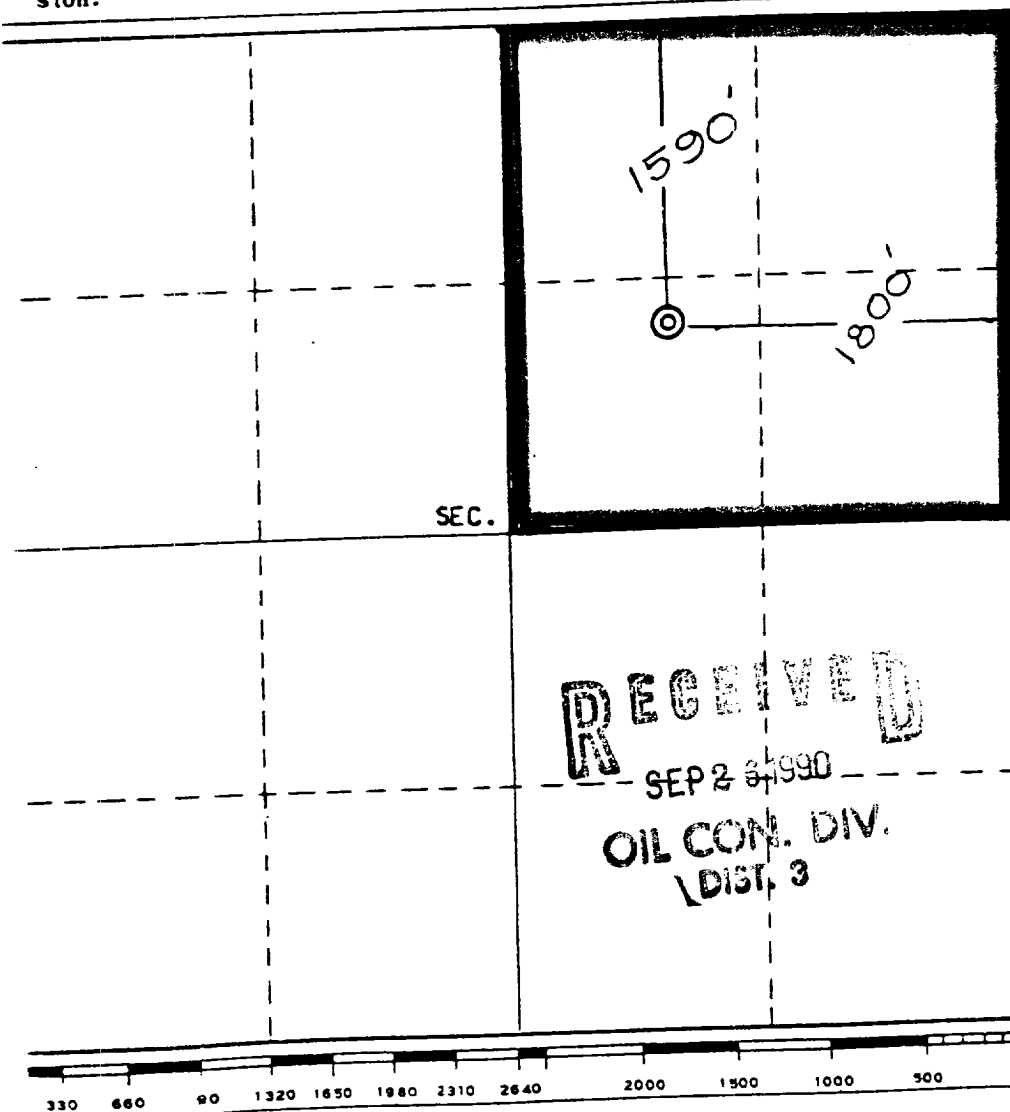 sion.
1590'
1800'
SEC.
RECEIVED
SEP 2 1990
OIL CON. DIV.
DIST. 3
330 660 90 1320 1650 1980 2310 2640 2000 1500 1000 500